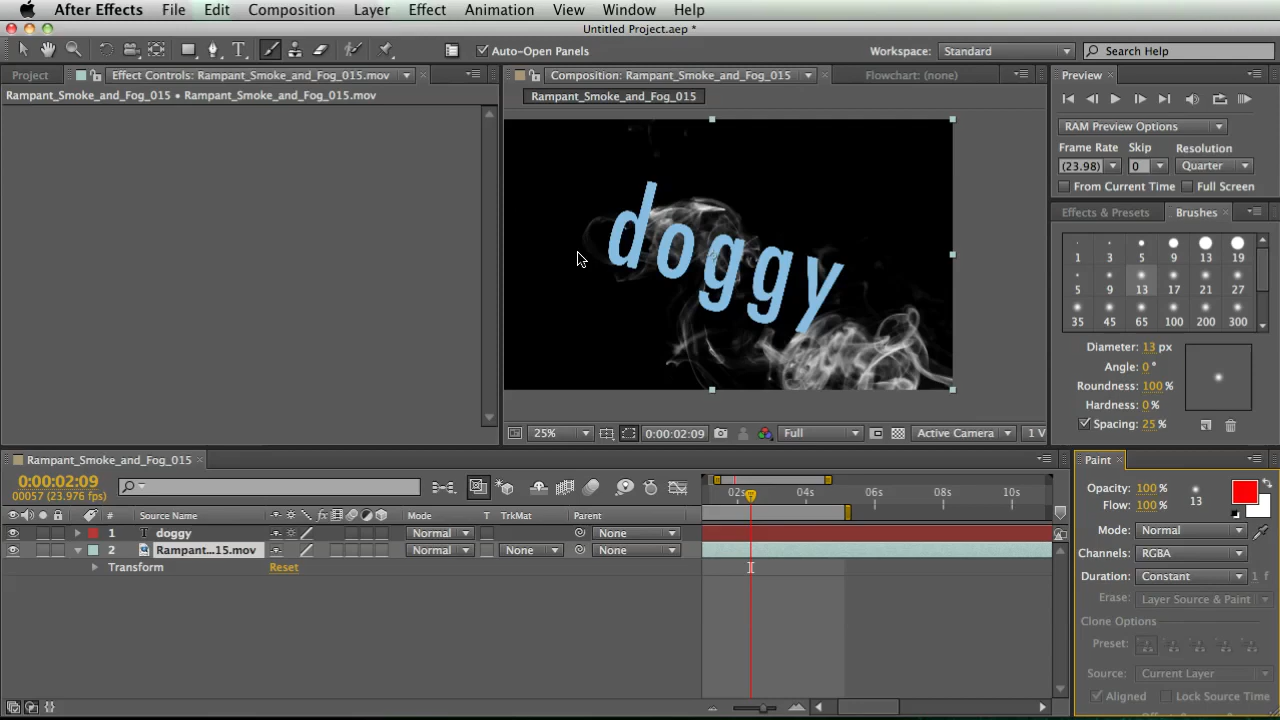 After Effects File Edit Composition Layer Effect Animation View Window Help
Untitled Project.aep *
Auto-Open Panels Workspace: Standard Search Help
Project Effect Controls: Rampant_Smoke_and_Fog_015.mov Composition: Rampant_Smoke_and_Fog_015 Flowchart: (none) Preview
Rampant_Smoke_and_Fog_015 • Rampant_Smoke_and_Fog_015.mov Rampant_Smoke_and_Fog_015
RAM Preview Options
Frame Rate Skip Resolution
(23.98) 0 Quarter
From Current Time Full Screen
Effects & Presets Brushes
1 3 5 9 13 19
5 9 13 17 21 27
35 45 65 100 200 300
doggy
Diameter: 13 px
Angle: 0 °
Roundness: 100 %
Hardness: 0 %
Spacing: 25 %
25% 0:00:02:09 Full Active Camera 1 V
Rampant_Smoke_and_Fog_015 Paint
0:00:02:09
00057 (23.976 fps)
02s 04s 06s 08s 10s
# Source Name fx Mode T TrkMat Parent
1 T doggy Normal None
2 Rampant...15.mov Normal None None
Transform Reset
Opacity: 100 %
Flow: 100 % 13
Mode: Normal
Channels: RGBA
Duration: Constant 1 f
Erase: Layer Source & Paint
Clone Options
Preset:
Source: Current Layer
Aligned Lock Source Time